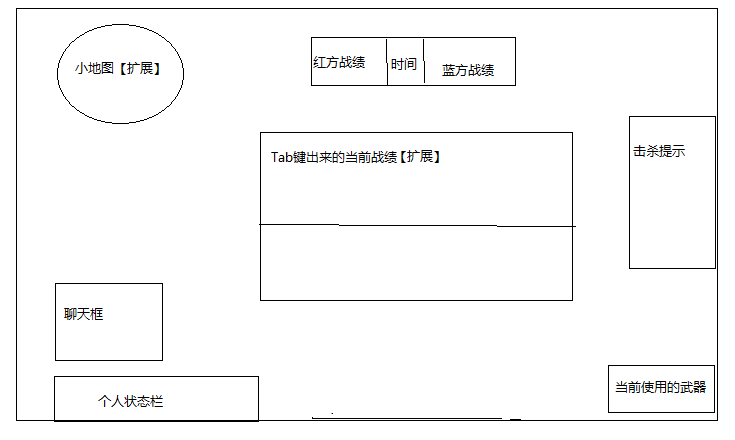 小地图【扩展】
红方战绩
时间
蓝方战绩
Tab键出来的当前战绩【扩展】
击杀提示
聊天框
个人状态栏
当前使用的武器